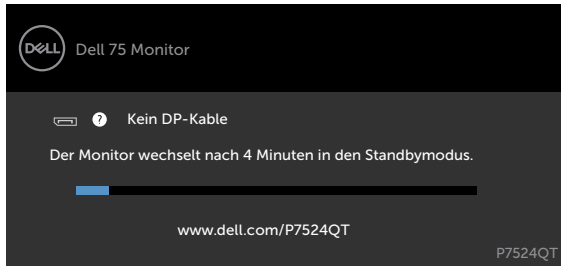 DELL
Dell 75 Monitor
? Kein DP-Kable
Der Monitor wechselt nach 4 Minuten in den Standbymodus.
www.dell.com/P7524QT
P7524QT